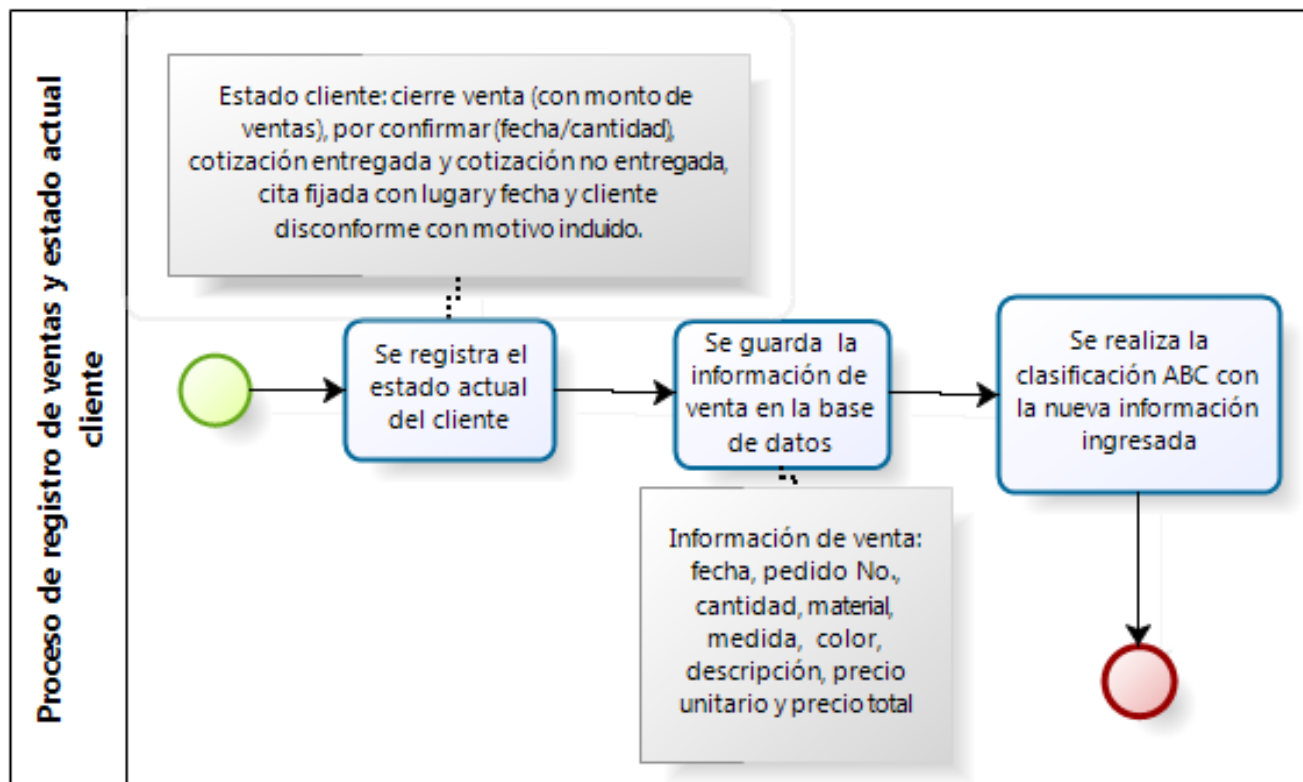 Proceso de registro de ventas y estado actual
cliente
Estado cliente: cierre venta (con monto de
ventas), por confirmar (fecha/cantidad),
cotización entregada y cotización no entregada,
cita fijada con lugar y fecha y cliente
disconforme con motivo incluido.
Se registra el
estado actual
del cliente
Se guarda la
información de
venta en la base
de datos
Se realiza la
clasificación ABC con
la nueva información
ingresada
Información de venta:
fecha, pedido No.,
cantidad, material,
medida, color,
descripción, precio
unitario y precio total